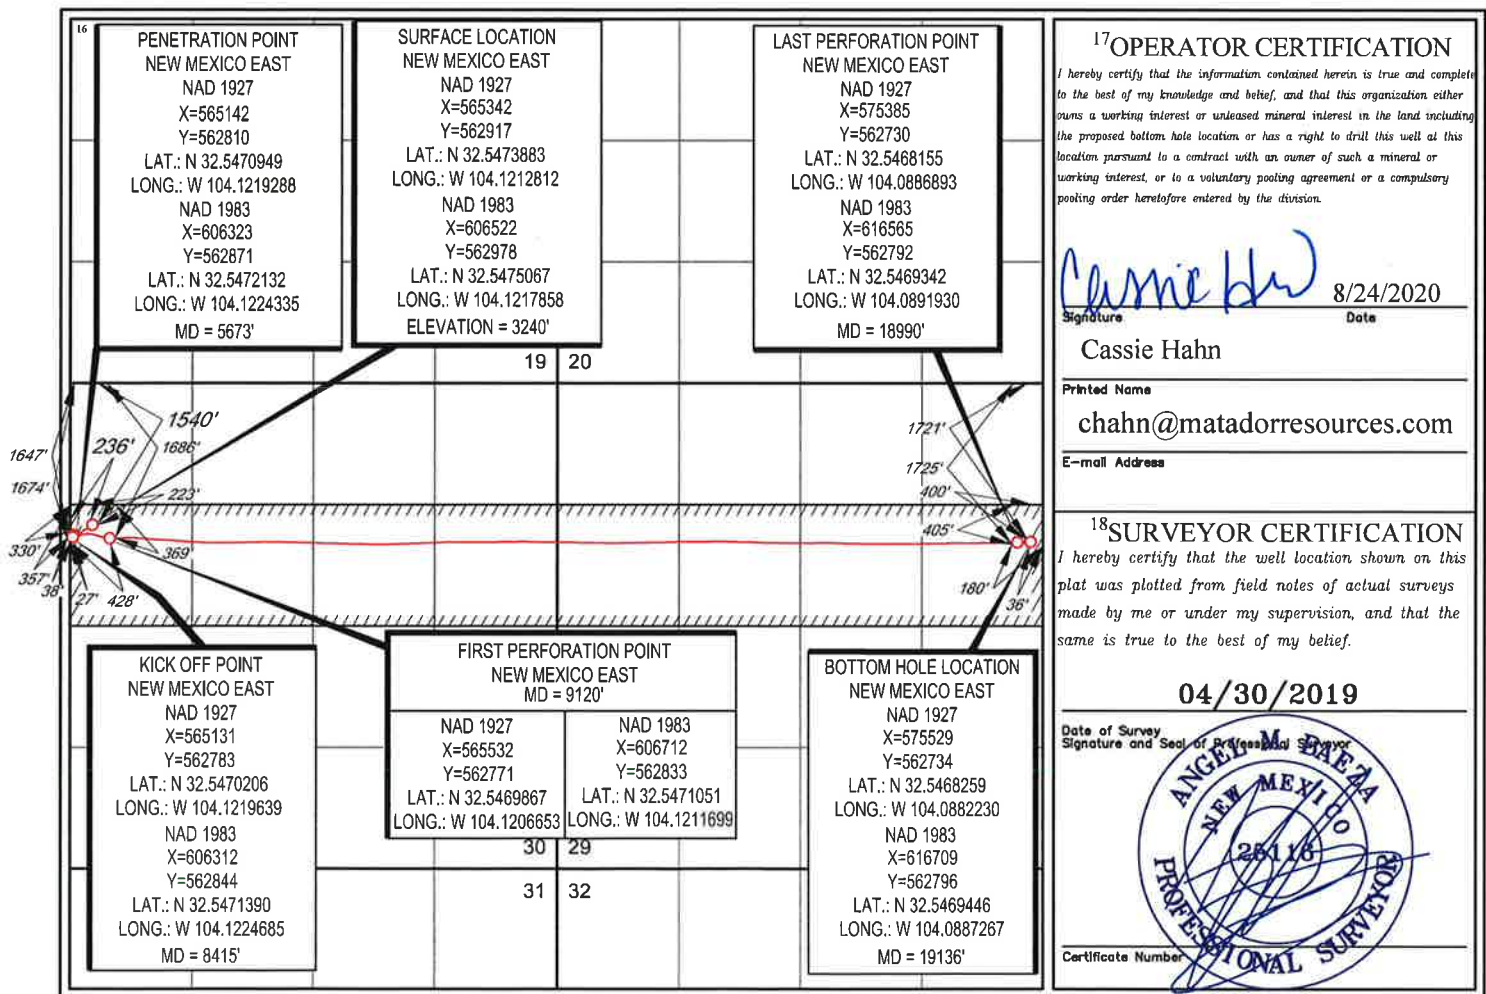 16
PENETRATION POINT
NEW MEXICO EAST
NAD 1927
X=565142
Y=562810
LAT.: N 32.5470949
LONG.: W 104.1219288
NAD 1983
X=606323
Y=562871
LAT.: N 32.5472132
LONG.: W 104.1224335
MD = 5673'
SURFACE LOCATION
NEW MEXICO EAST
NAD 1927
X=565342
Y=562917
LAT.: N 32.5473883
LONG.: W 104.1212812
NAD 1983
X=606522
Y=562978
LAT.: N 32.5475067
LONG.: W 104.1217858
ELEVATION = 3240'
LAST PERFORATION POINT
NEW MEXICO EAST
NAD 1927
X=575385
Y=562730
LAT.: N 32.5468155
LONG.: W 104.0886893
NAD 1983
X=616565
Y=562792
LAT.: N 32.5469342
LONG.: W 104.0891930
MD = 18990'
19 20
1540'
236'
1686'
1647'
1674'
223'
330'
357'
38'
27'
428'
369'
1721'
1725'
400'
405'
180'
36'
KICK OFF POINT
NEW MEXICO EAST
NAD 1927
X=565131
Y=562783
LAT.: N 32.5470206
LONG.: W 104.1219639
NAD 1983
X=606312
Y=562844
LAT.: N 32.5471390
LONG.: W 104.1224685
MD = 8415'
FIRST PERFORATION POINT
NEW MEXICO EAST
MD = 9120'
NAD 1927
X=565532
Y=562771
LAT.: N 32.5469867
LONG.: W 104.1206653
NAD 1983
X=606712
Y=562833
LAT.: N 32.5471051
LONG.: W 104.1211699
30 29
31 32
BOTTOM HOLE LOCATION
NEW MEXICO EAST
NAD 1927
X=575529
Y=562734
LAT.: N 32.5468259
LONG.: W 104.0882230
NAD 1983
X=616709
Y=562796
LAT.: N 32.5469446
LONG.: W 104.0887267
MD = 19136'
17 OPERATOR CERTIFICATION
I hereby certify that the information contained herein is true and complete
to the best of my knowledge and belief, and that this organization either
owns a working interest or unleased mineral interest in the land including
the proposed bottom hole location or has a right to drill this well at this
location pursuant to a contract with an owner of such a mineral or
working interest, or to a voluntary pooling agreement or a compulsory
pooling order heretofore entered by the division.
Cassie Hahn
8/24/2020
Signature Date
Cassie Hahn
Printed Name
chahn@matadorresources.com
E-mail Address
18 SURVEYOR CERTIFICATION
I hereby certify that the well location shown on this
plat was plotted from field notes of actual surveys
made by me or under my supervision, and that the
same is true to the best of my belief.
04/30/2019
Date of Survey
Signature and Seal of Professional Surveyor
ANGEL M. BAEZA
NEW MEXICO
25116
PROFESSIONAL SURVEYOR
Certificate Number